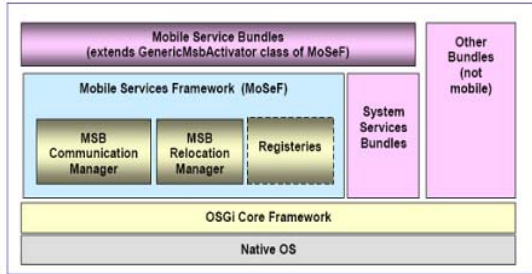 Mobile Service Bundles
(extends GenericMsbActivator class of MoSeF)
Other
Bundles
(not
mobile)
Mobile Services Framework (MoSeF)
MSB
Communication
Manager
MSB
Relocation
Manager
Registeries
System
Services
Bundles
OSGi Core Framework
Native OS